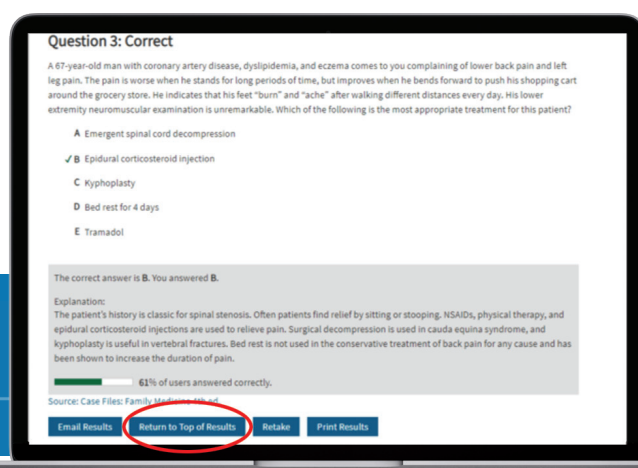 Question 3: Correct
A 67-year-old man with coronary artery disease, dyslipidemia, and eczema comes to you complaining of lower back pain and left
leg pain. The pain is worse when he stands for long periods of time, but improves when he bends forward to push his shopping cart
around the grocery store. He indicates that his feet "burn" and "ache" after walking different distances every day. His lower
extremity neuromuscular examination is unremarkable. Which of the following is the most appropriate treatment for this patient?
A Emergent spinal cord decompression
✓ B Epidural corticosteroid injection
C Kyphoplasty
D Bed rest for 4 days
E Tramadol
The correct answer is B. You answered B.
Explanation:
The patient's history is classic for spinal stenosis. Often patients find relief by sitting or stooping. NSAIDs, physical therapy, and
epidural corticosteroid injections are used to relieve pain. Surgical decompression is used in cauda equina syndrome, and
kyphoplasty is useful in vertebral fractures. Bed rest is not used in the conservative treatment of back pain for any cause and has
been shown to increase the duration of pain.
61% of users answered correctly.
Source: Case Files: Family Medicine 4th ed
Email Results Return to Top of Results Retake Print Results